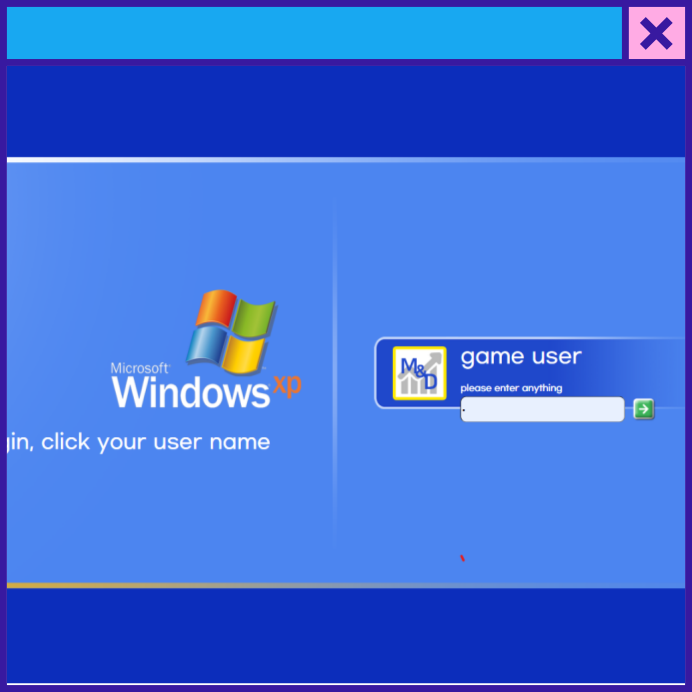 Microsoft
Windows xp
gin, click your user name
M&D
game user
please enter anything